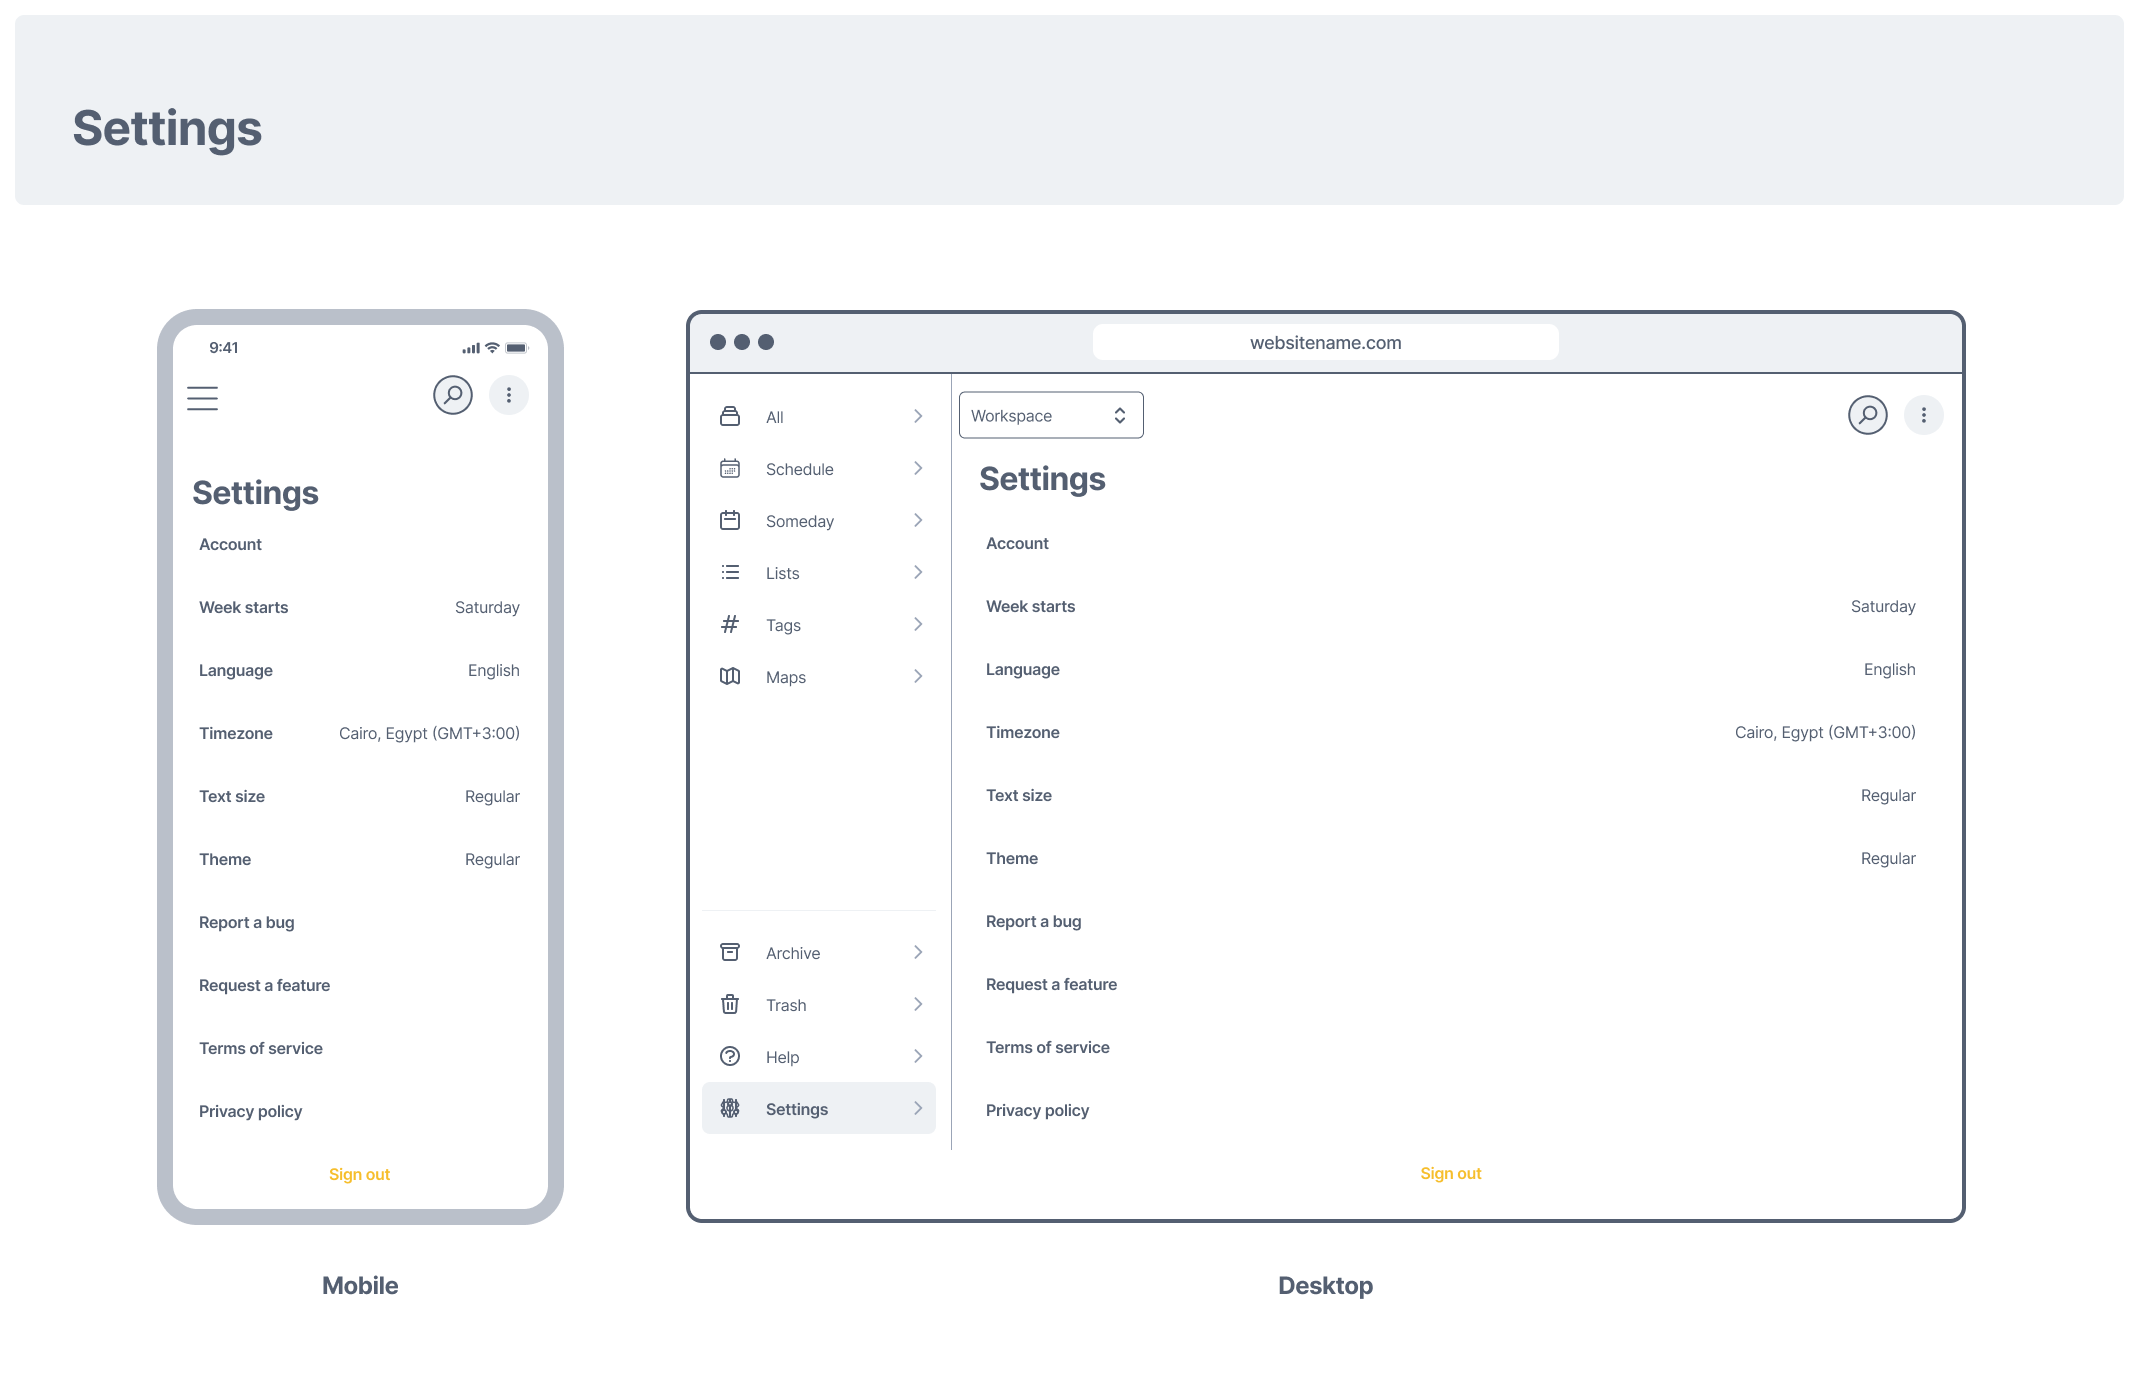 Settings
9:41
Settings
Account
Week starts Saturday
Language English
Timezone Cairo, Egypt (GMT+3:00)
Text size Regular
Theme Regular
Report a bug
Request a feature
Terms of service
Privacy policy
Sign out
Mobile
websitename.com
All
Schedule
Someday
Lists
Tags
Maps
Archive
Trash
Help
Settings
Workspace
Settings
Account
Week starts Saturday
Language English
Timezone Cairo, Egypt (GMT+3:00)
Text size Regular
Theme Regular
Report a bug
Request a feature
Terms of service
Privacy policy
Sign out
Desktop